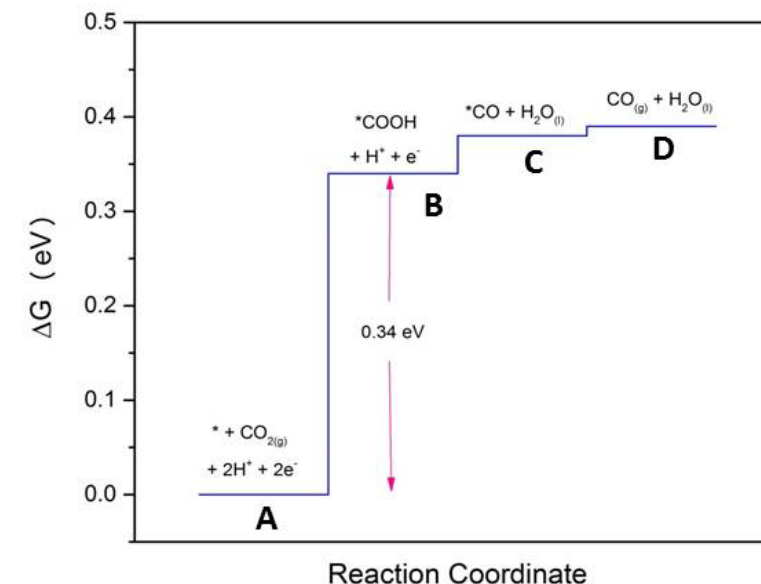 0.5
0.4
0.3
0.2
0.1
0.0
ΔG (eV)
*COOH
+ H⁺ + e⁻
*CO + H₂O₍ₗ₎
CO₍g₎ + H₂O₍ₗ₎
B
C
D
0.34 eV
* + CO₂₍g₎
+ 2H⁺ + 2e⁻
A
Reaction Coordinate